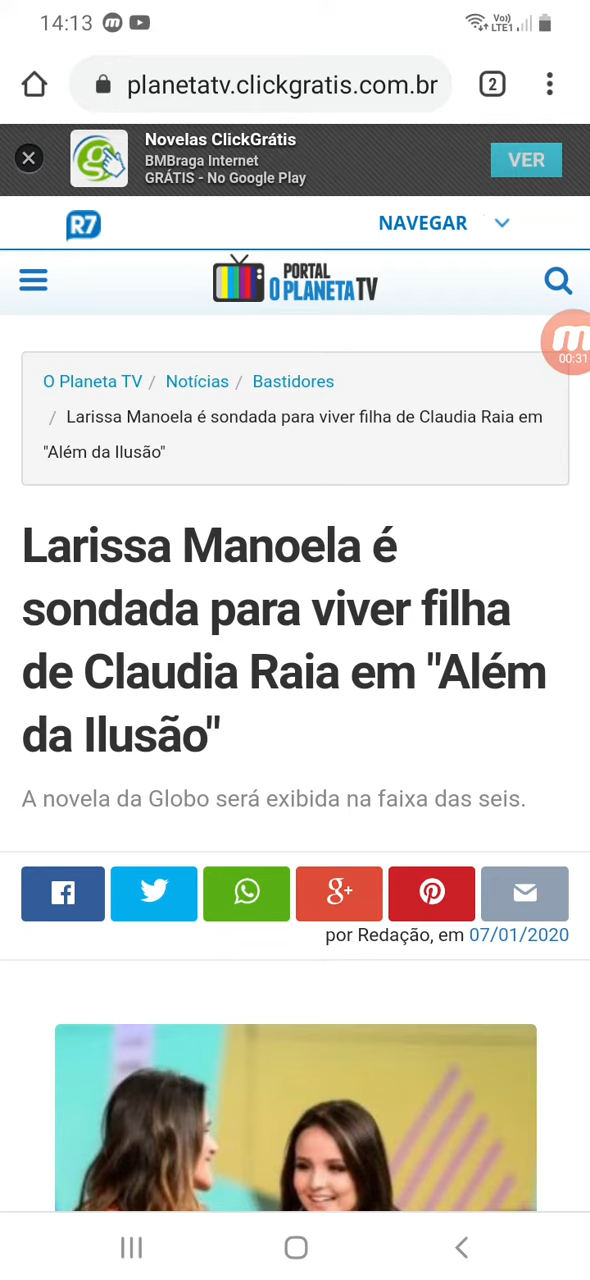 14:13
Vo))
LTE1
planetatv.clickgratis.com.br
2
Novelas ClickGrátis
BMBraga Internet
GRÁTIS - No Google Play
VER
R7
NAVEGAR
PORTAL
O PLANETA TV
00:31
O Planeta TV / Notícias / Bastidores
/ Larissa Manoela é sondada para viver filha de Claudia Raia em
"Além da Ilusão"
Larissa Manoela é
sondada para viver filha
de Claudia Raia em "Além
da Ilusão"
A novela da Globo será exibida na faixa das seis.
por Redação, em 07/01/2020